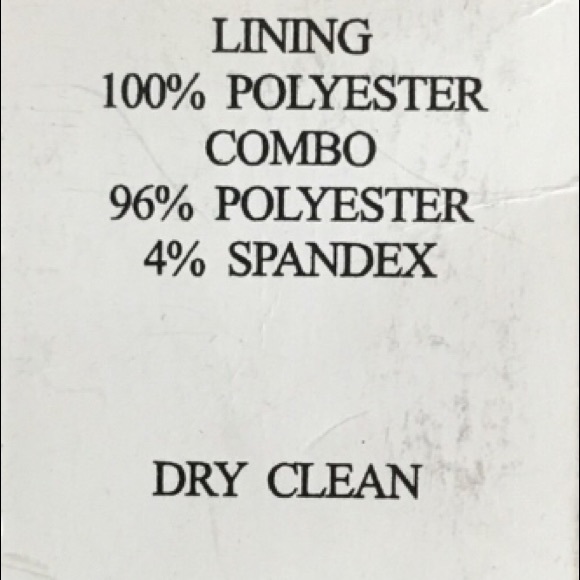 LINING
100% POLYESTER
COMBO
96% POLYESTER
4% SPANDEX
DRY CLEAN